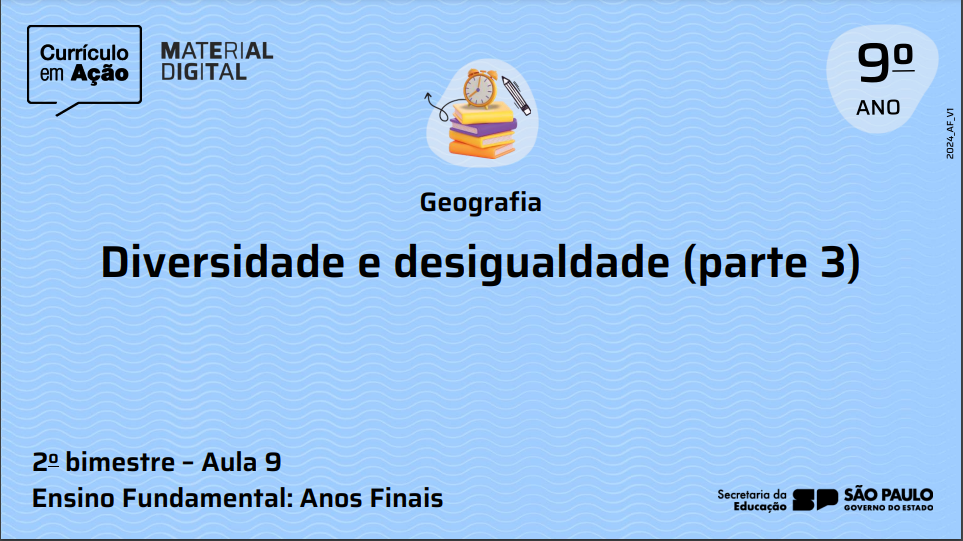 Currículo
em Ação
MATERIAL
DIGITAL
9º
ANO
2024_AF_V1
Geografia
Diversidade e desigualdade (parte 3)
2º bimestre – Aula 9
Ensino Fundamental: Anos Finais
Secretaria da
Educação
SP
SÃO PAULO
GOVERNO DO ESTADO